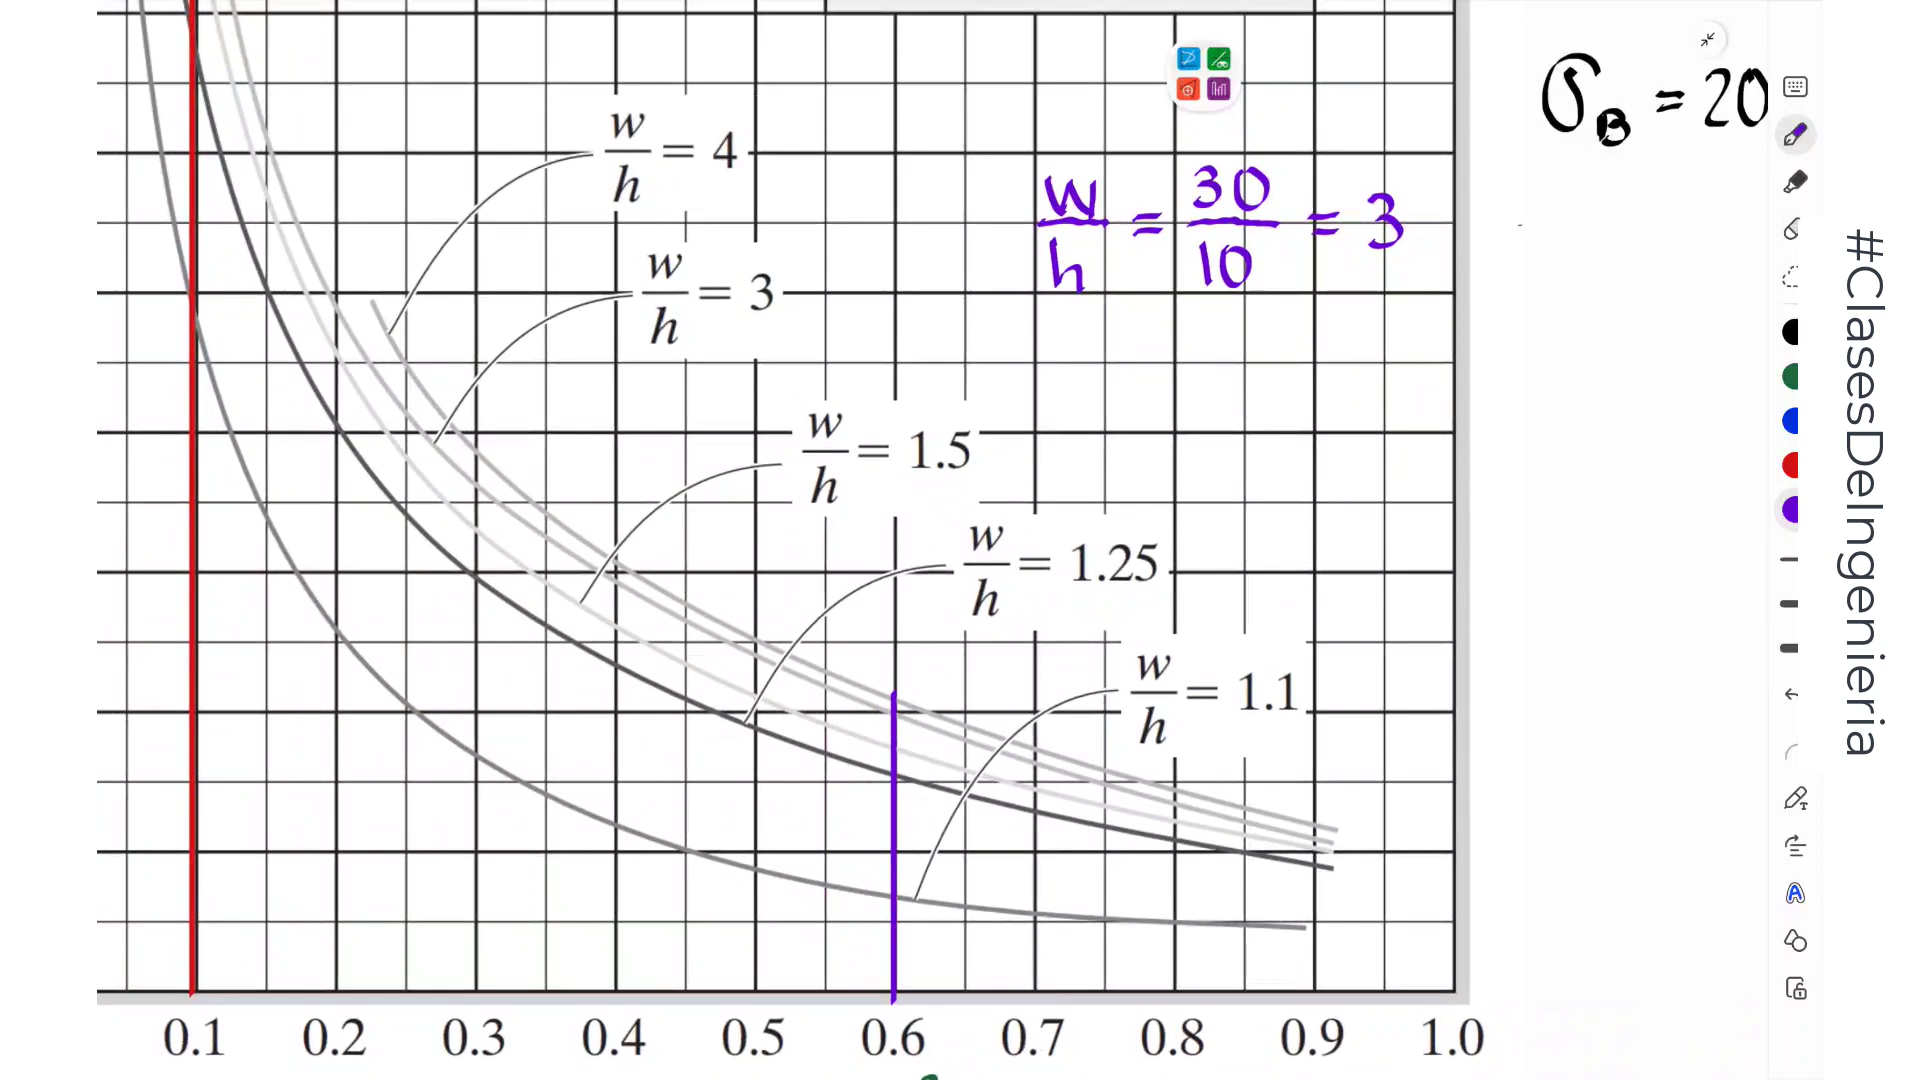 w/h = 4
w/h = 3
w/h = 1.5
w/h = 1.25
w/h = 1.1
w/h = 30/10 = 3
σB = 20
0.1 0.2 0.3 0.4 0.5 0.6 0.7 0.8 0.9 1.0
#ClasesDeIngenieria